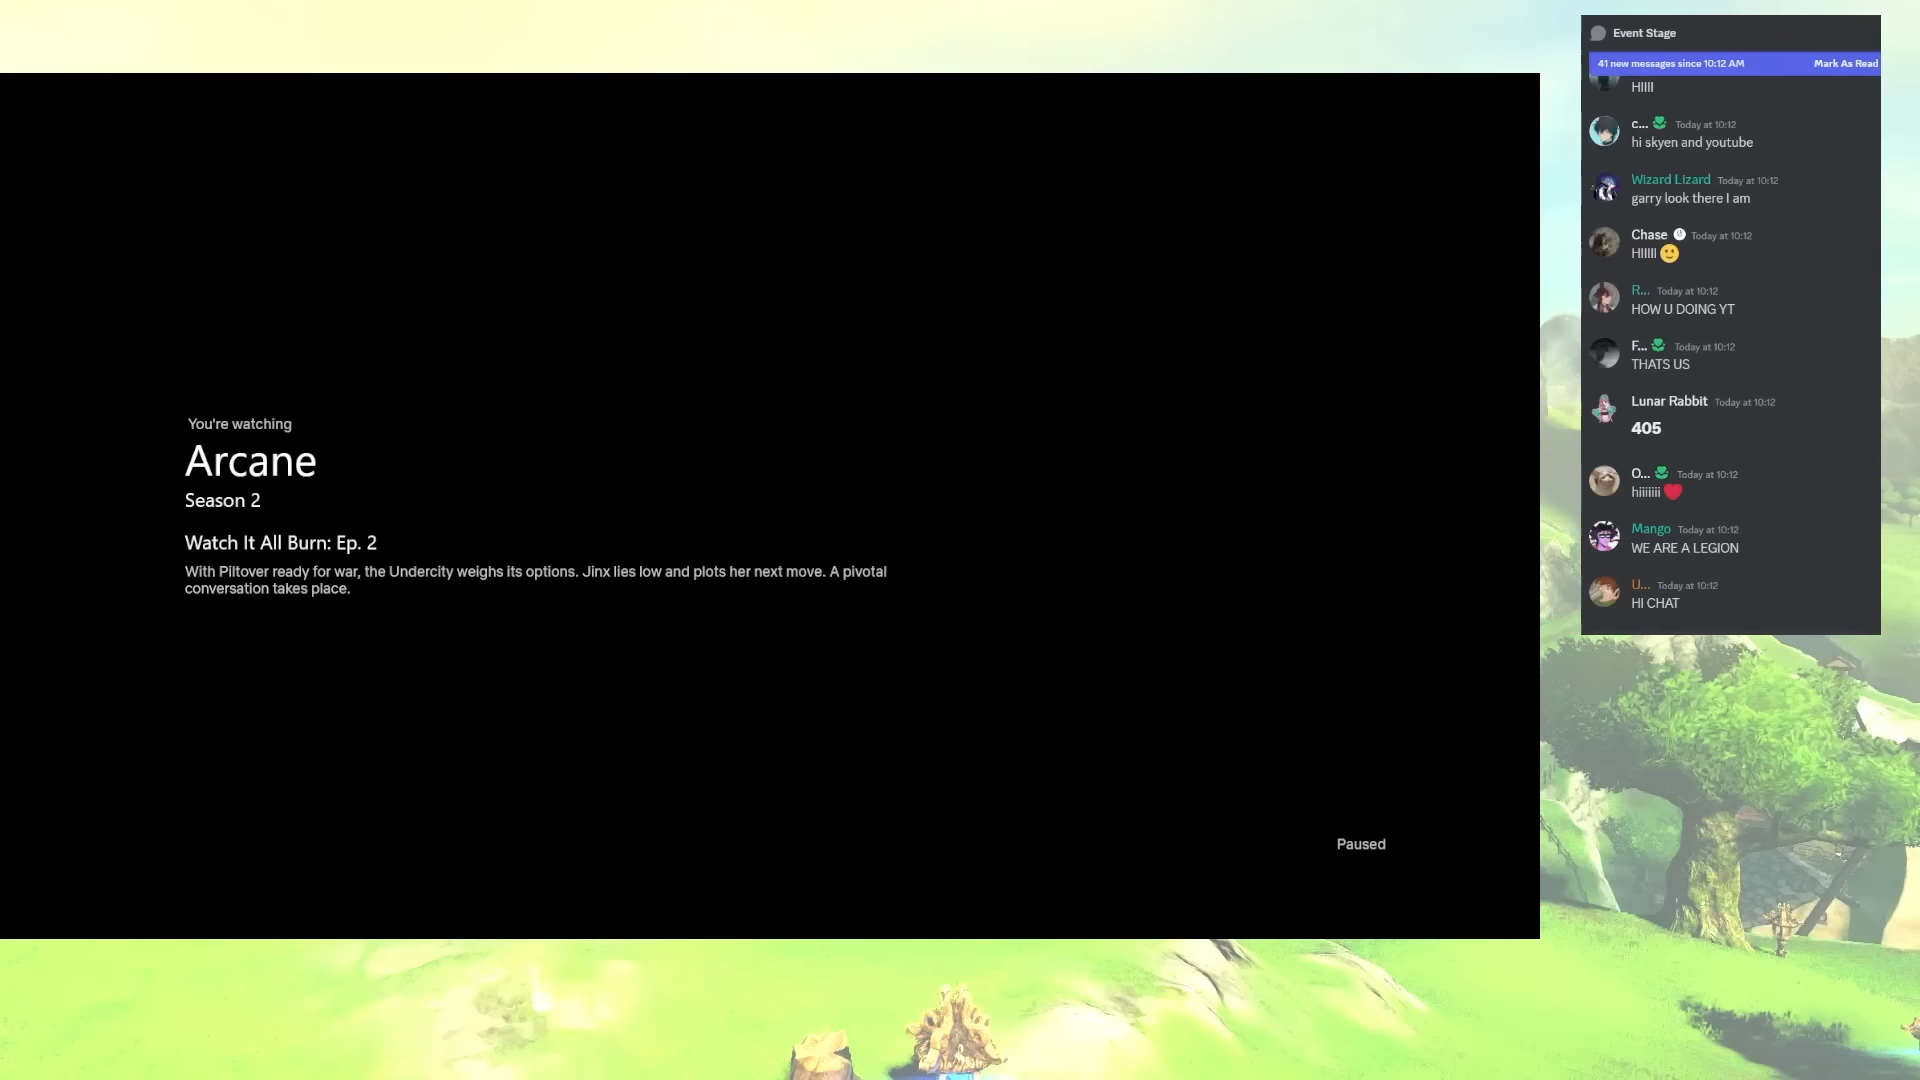 You're watching
Arcane
Season 2
Watch It All Burn: Ep. 2
With Piltover ready for war, the Undercity weighs its options. Jinx lies low and plots her next move. A pivotal
conversation takes place.
Paused
Event Stage
41 new messages since 10:12 AM Mark As Read
HIIII
c... Today at 10:12
hi skyen and youtube
Wizard Lizard Today at 10:12
garry look there I am
Chase Today at 10:12
HIIIII
R... Today at 10:12
HOW U DOING YT
F... Today at 10:12
THATS US
Lunar Rabbit Today at 10:12
405
O... Today at 10:12
hiiiiiii
Mango Today at 10:12
WE ARE A LEGION
U... Today at 10:12
HI CHAT